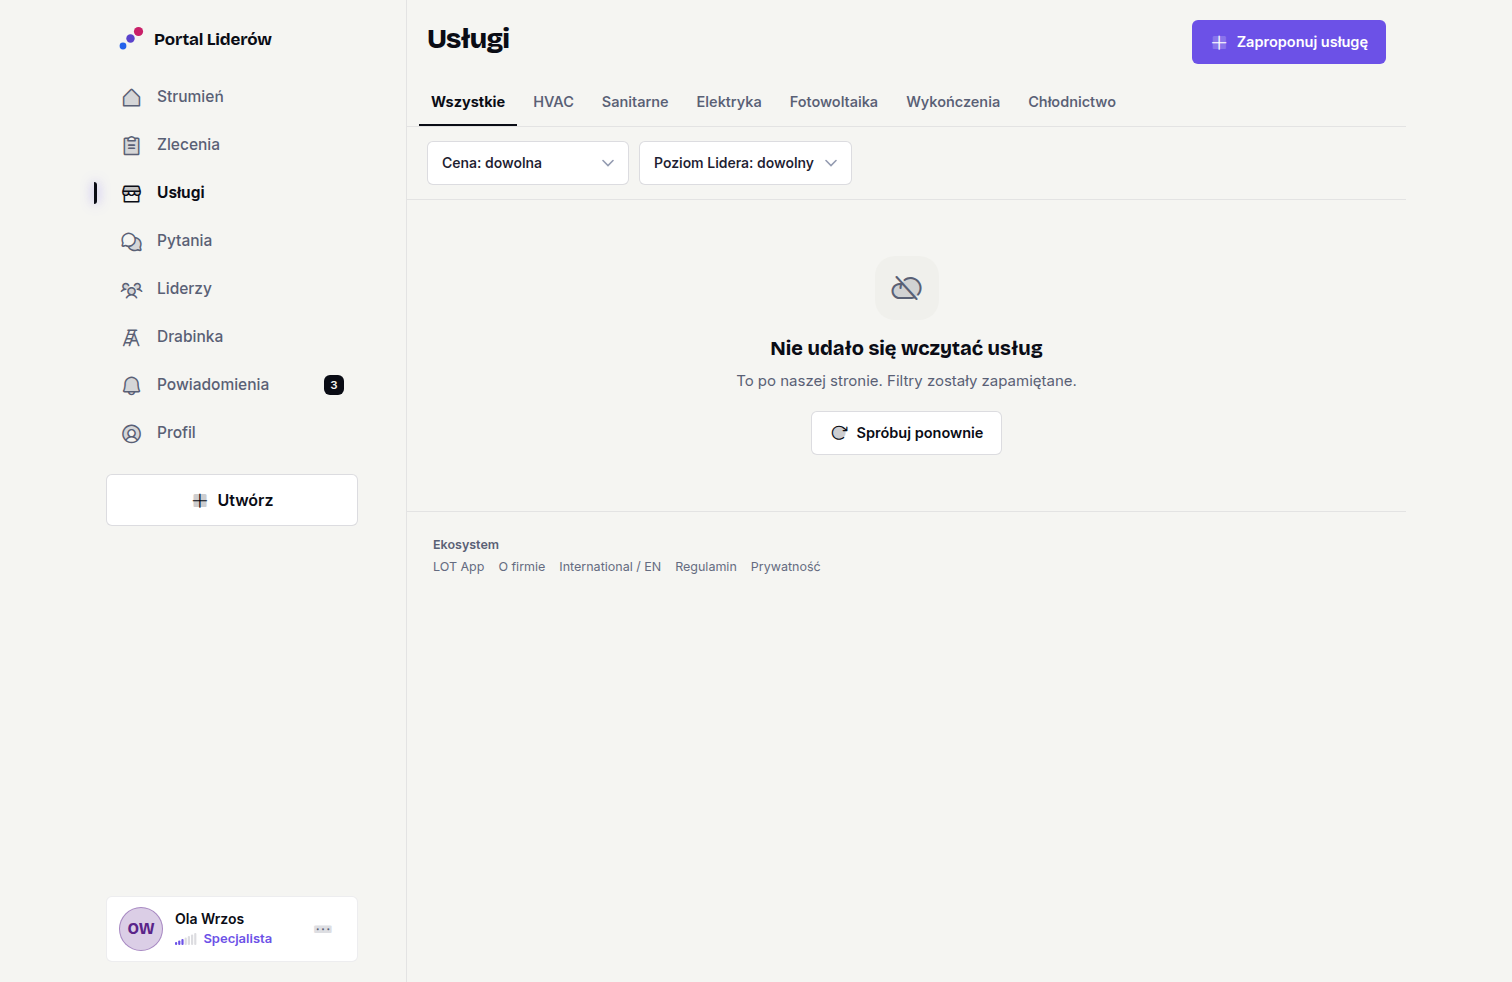 Portal Liderów
Strumień
Zlecenia
Usługi
Pytania
Liderzy
Drabinka
Powiadomienia 3
Profil
Utwórz
OW
Ola Wrzos
Specjalista
Usługi
Zaproponuj usługę
Wszystkie HVAC Sanitarne Elektryka Fotowoltaika Wykończenia Chłodnictwo
Cena: dowolna Poziom Lidera: dowolny
Nie udało się wczytać usług
To po naszej stronie. Filtry zostały zapamiętane.
Spróbuj ponownie
Ekosystem
LOT App O firmie International / EN Regulamin Prywatność